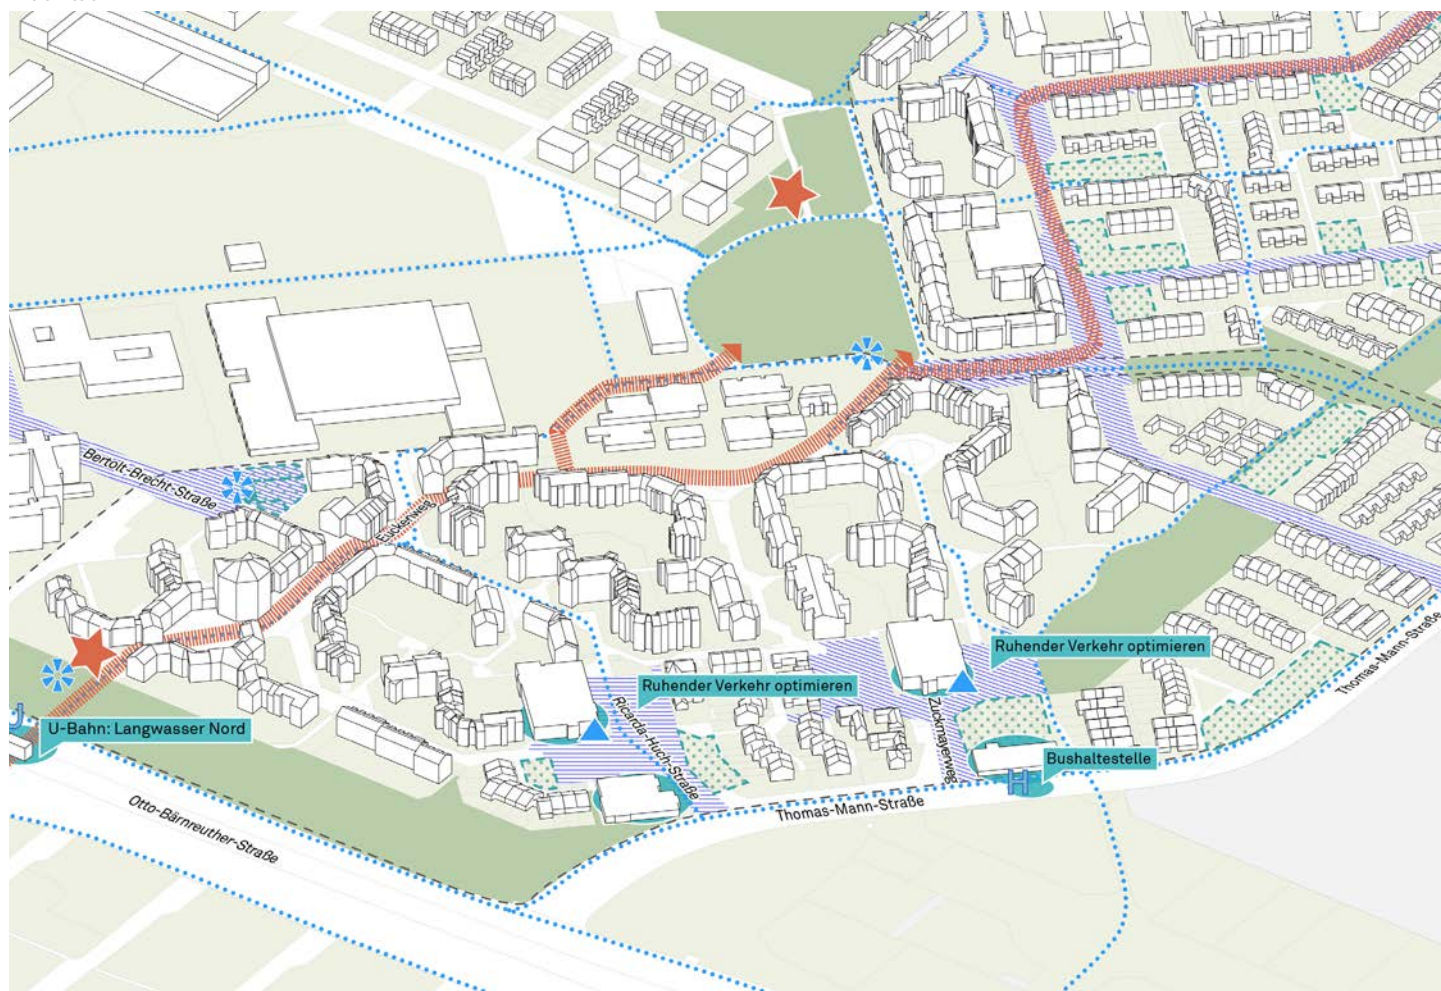 Bertolt-Brecht-Straße
Euckenweg
Ruhender Verkehr optimieren
Ruhender Verkehr optimieren
Thomas-Mann-Straße
U
U-Bahn: Langwasser Nord
Ricarda-Huch-Straße
Zuckmayerweg
Bushaltestelle
H
Thomas-Mann-Straße
Otto-Bärnreuther-Straße